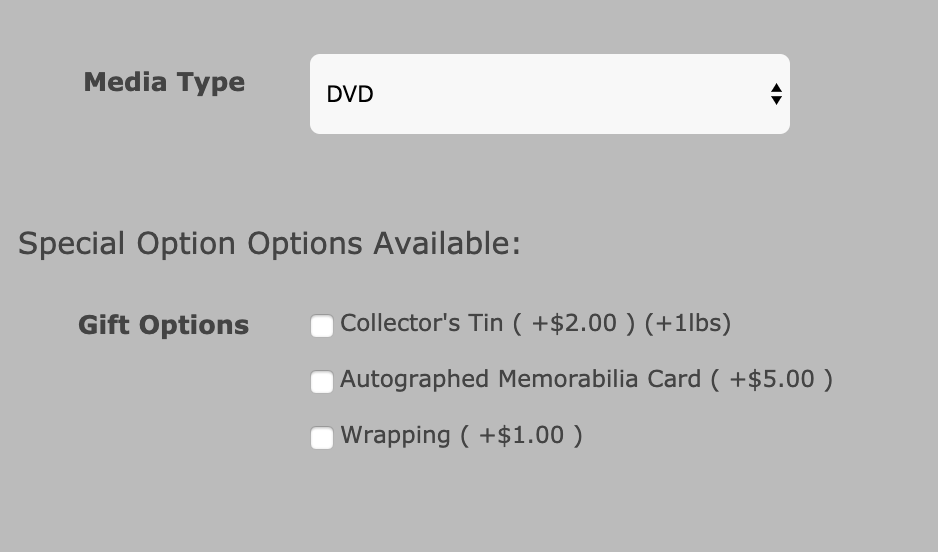 Media Type
DVD
Special Option Options Available:
Gift Options
Collector's Tin ( +$2.00 ) (+1lbs)
Autographed Memorabilia Card ( +$5.00 )
Wrapping ( +$1.00 )